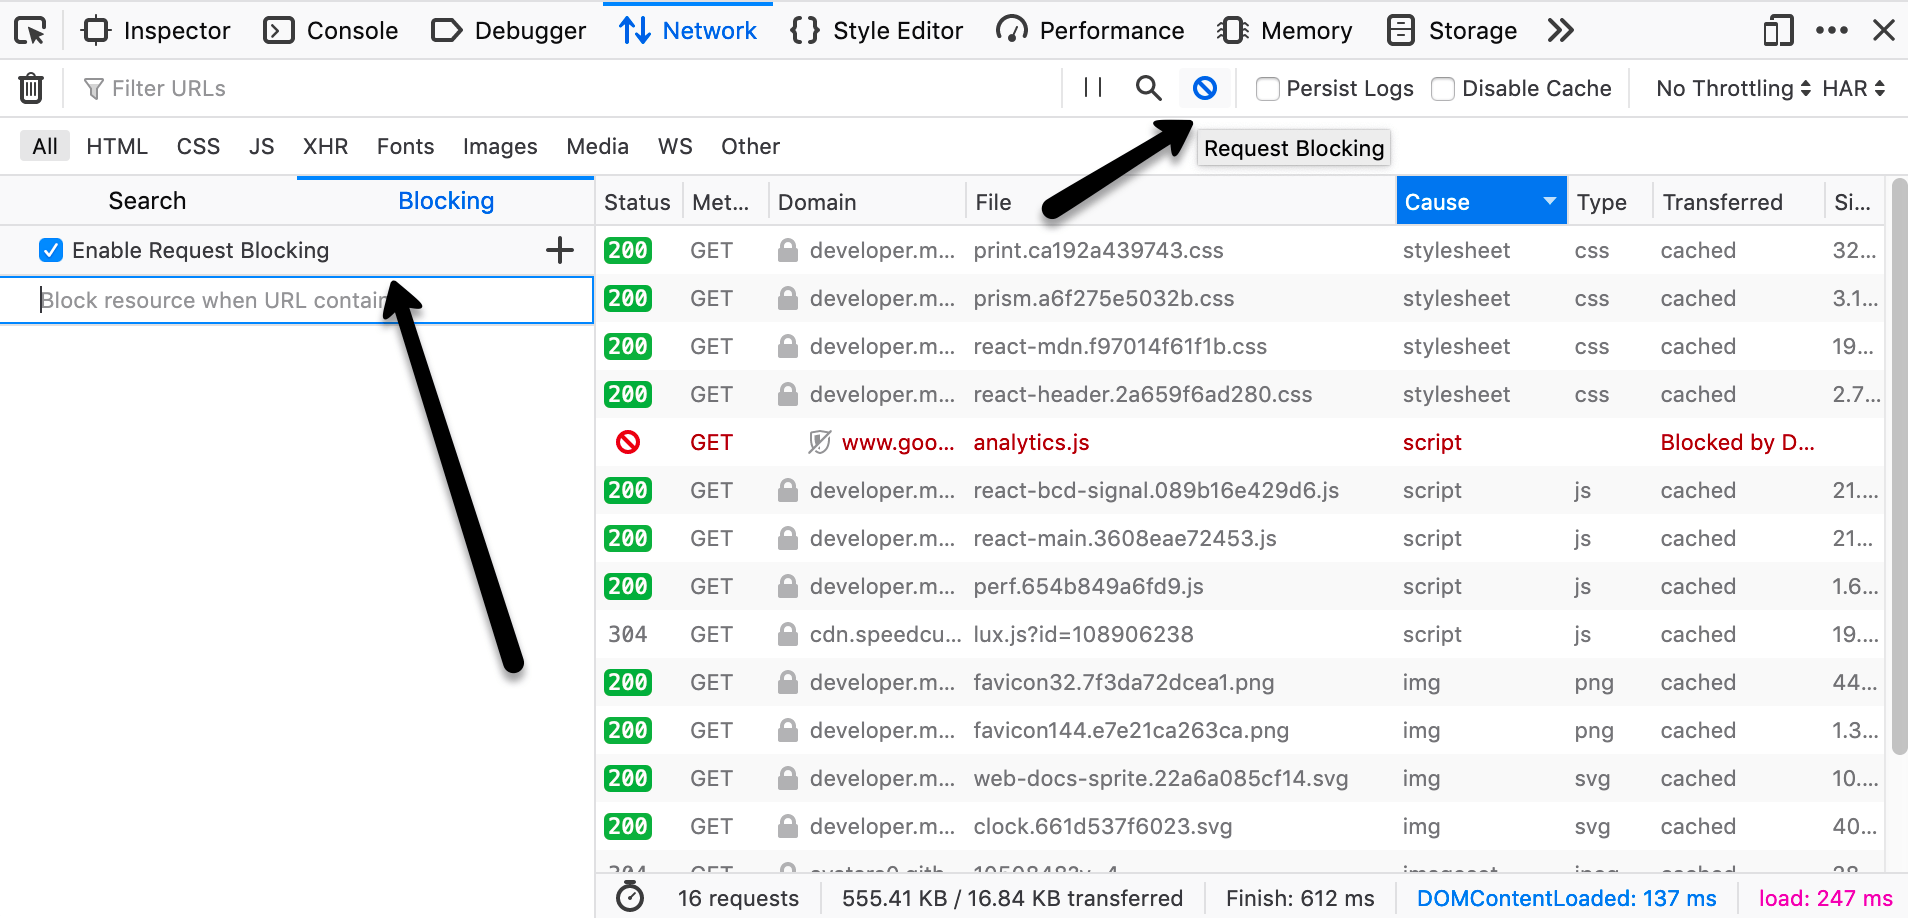 Inspector Console Debugger Network Style Editor Performance Memory Storage
Filter URLs Persist Logs Disable Cache No Throttling HAR
All HTML CSS JS XHR Fonts Images Media WS Other
Request Blocking
Search Blocking
Enable Request Blocking
Block resource when URL contain
Status Met... Domain File Cause Type Transferred Si...
200 GET developer.m... print.ca192a439743.css stylesheet css cached 32...
200 GET developer.m... prism.a6f275e5032b.css stylesheet css cached 3.1...
200 GET developer.m... react-mdn.f97014f61f1b.css stylesheet css cached 19...
200 GET developer.m... react-header.2a659f6ad280.css stylesheet css cached 2.7...
GET www.goo... analytics.js script Blocked by D...
200 GET developer.m... react-bcd-signal.089b16e429d6.js script js cached 21....
200 GET developer.m... react-main.3608eae72453.js script js cached 21...
200 GET developer.m... perf.654b849a6fd9.js script js cached 1.6...
304 GET cdn.speedcu... lux.js?id=108906238 script js cached 19....
200 GET developer.m... favicon32.7f3da72dcea1.png img png cached 44...
200 GET developer.m... favicon144.e7e21ca263ca.png img png cached 1.3...
200 GET developer.m... web-docs-sprite.22a6a085cf14.svg img svg cached 10....
200 GET developer.m... clock.661d537f6023.svg img svg cached 40...
16 requests 555.41 KB / 16.84 KB transferred Finish: 612 ms DOMContentLoaded: 137 ms load: 247 ms